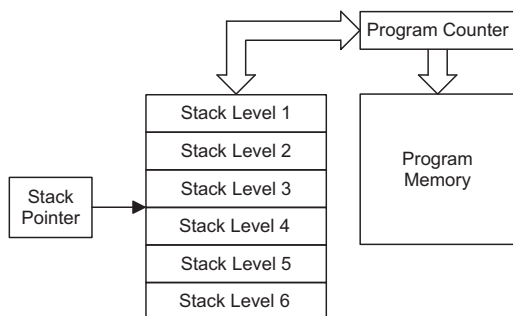 Program Counter
Stack Level 1
Stack Level 2
Stack Level 3
Stack Level 4
Stack Level 5
Stack Level 6
Stack
Pointer
Program
Memory